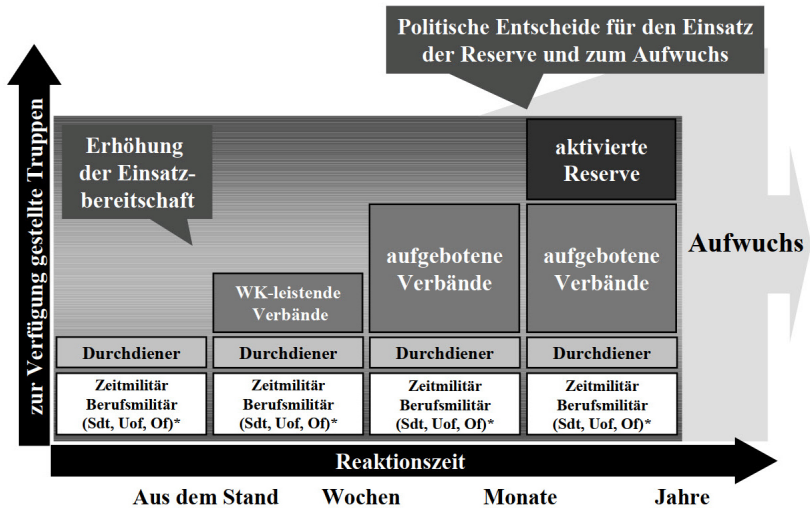 Politische Entscheide für den Einsatz
der Reserve und zum Aufwuchs
zur Verfügung gestellte Truppen
Erhöhung
der Einsatz-
bereitschaft
aktivierte
Reserve
aufgebotene
Verbände
aufgebotene
Verbände
Aufwuchs
WK-leistende
Verbände
Durchdiener
Durchdiener
Durchdiener
Durchdiener
Zeitmilitär
Berufsmilitär
(Sdt, Uof, Of)*
Zeitmilitär
Berufsmilitär
(Sdt, Uof, Of)*
Zeitmilitär
Berufsmilitär
(Sdt, Uof, Of)*
Zeitmilitär
Berufsmilitär
(Sdt, Uof, Of)*
Reaktionszeit
Aus dem Stand
Wochen
Monate
Jahre